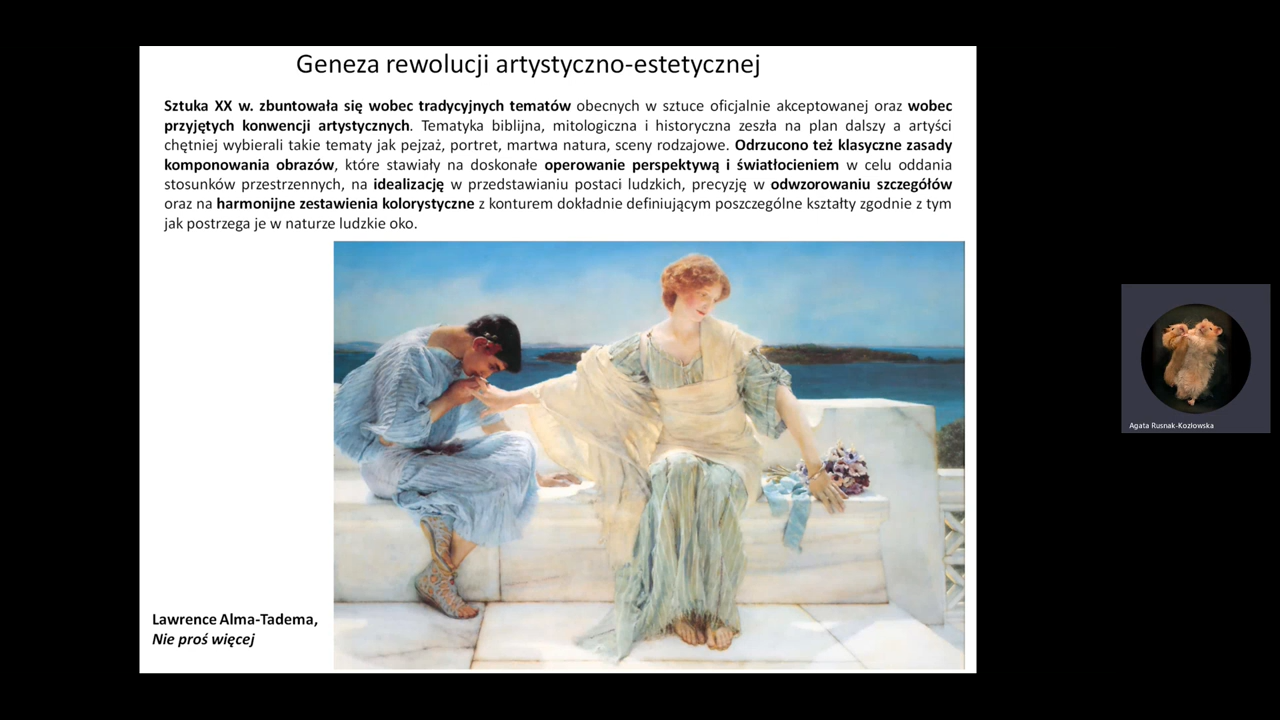 Geneza rewolucji artystyczno-estetycznej
Sztuka XX w. zbuntowała się wobec tradycyjnych tematów obecnych w sztuce oficjalnie akceptowanej oraz wobec
przyjętych konwencji artystycznych. Tematyka biblijna, mitologiczna i historyczna zeszła na plan dalszy a artyści
chętniej wybierali takie tematy jak pejzaż, portret, martwa natura, sceny rodzajowe. Odrzucono też klasyczne zasady
komponowania obrazów, które stawiały na doskonałe operowanie perspektywą i światłocieniem w celu oddania
stosunków przestrzennych, na idealizację w przedstawianiu postaci ludzkich, precyzję w odwzorowaniu szczegółów
oraz na harmonijne zestawienia kolorystyczne z konturem dokładnie definiującym poszczególne kształty zgodnie z tym
jak postrzega je w naturze ludzkie oko.
Lawrence Alma-Tadema,
Nie proś więcej
Agata Rusnak-Kozłowska